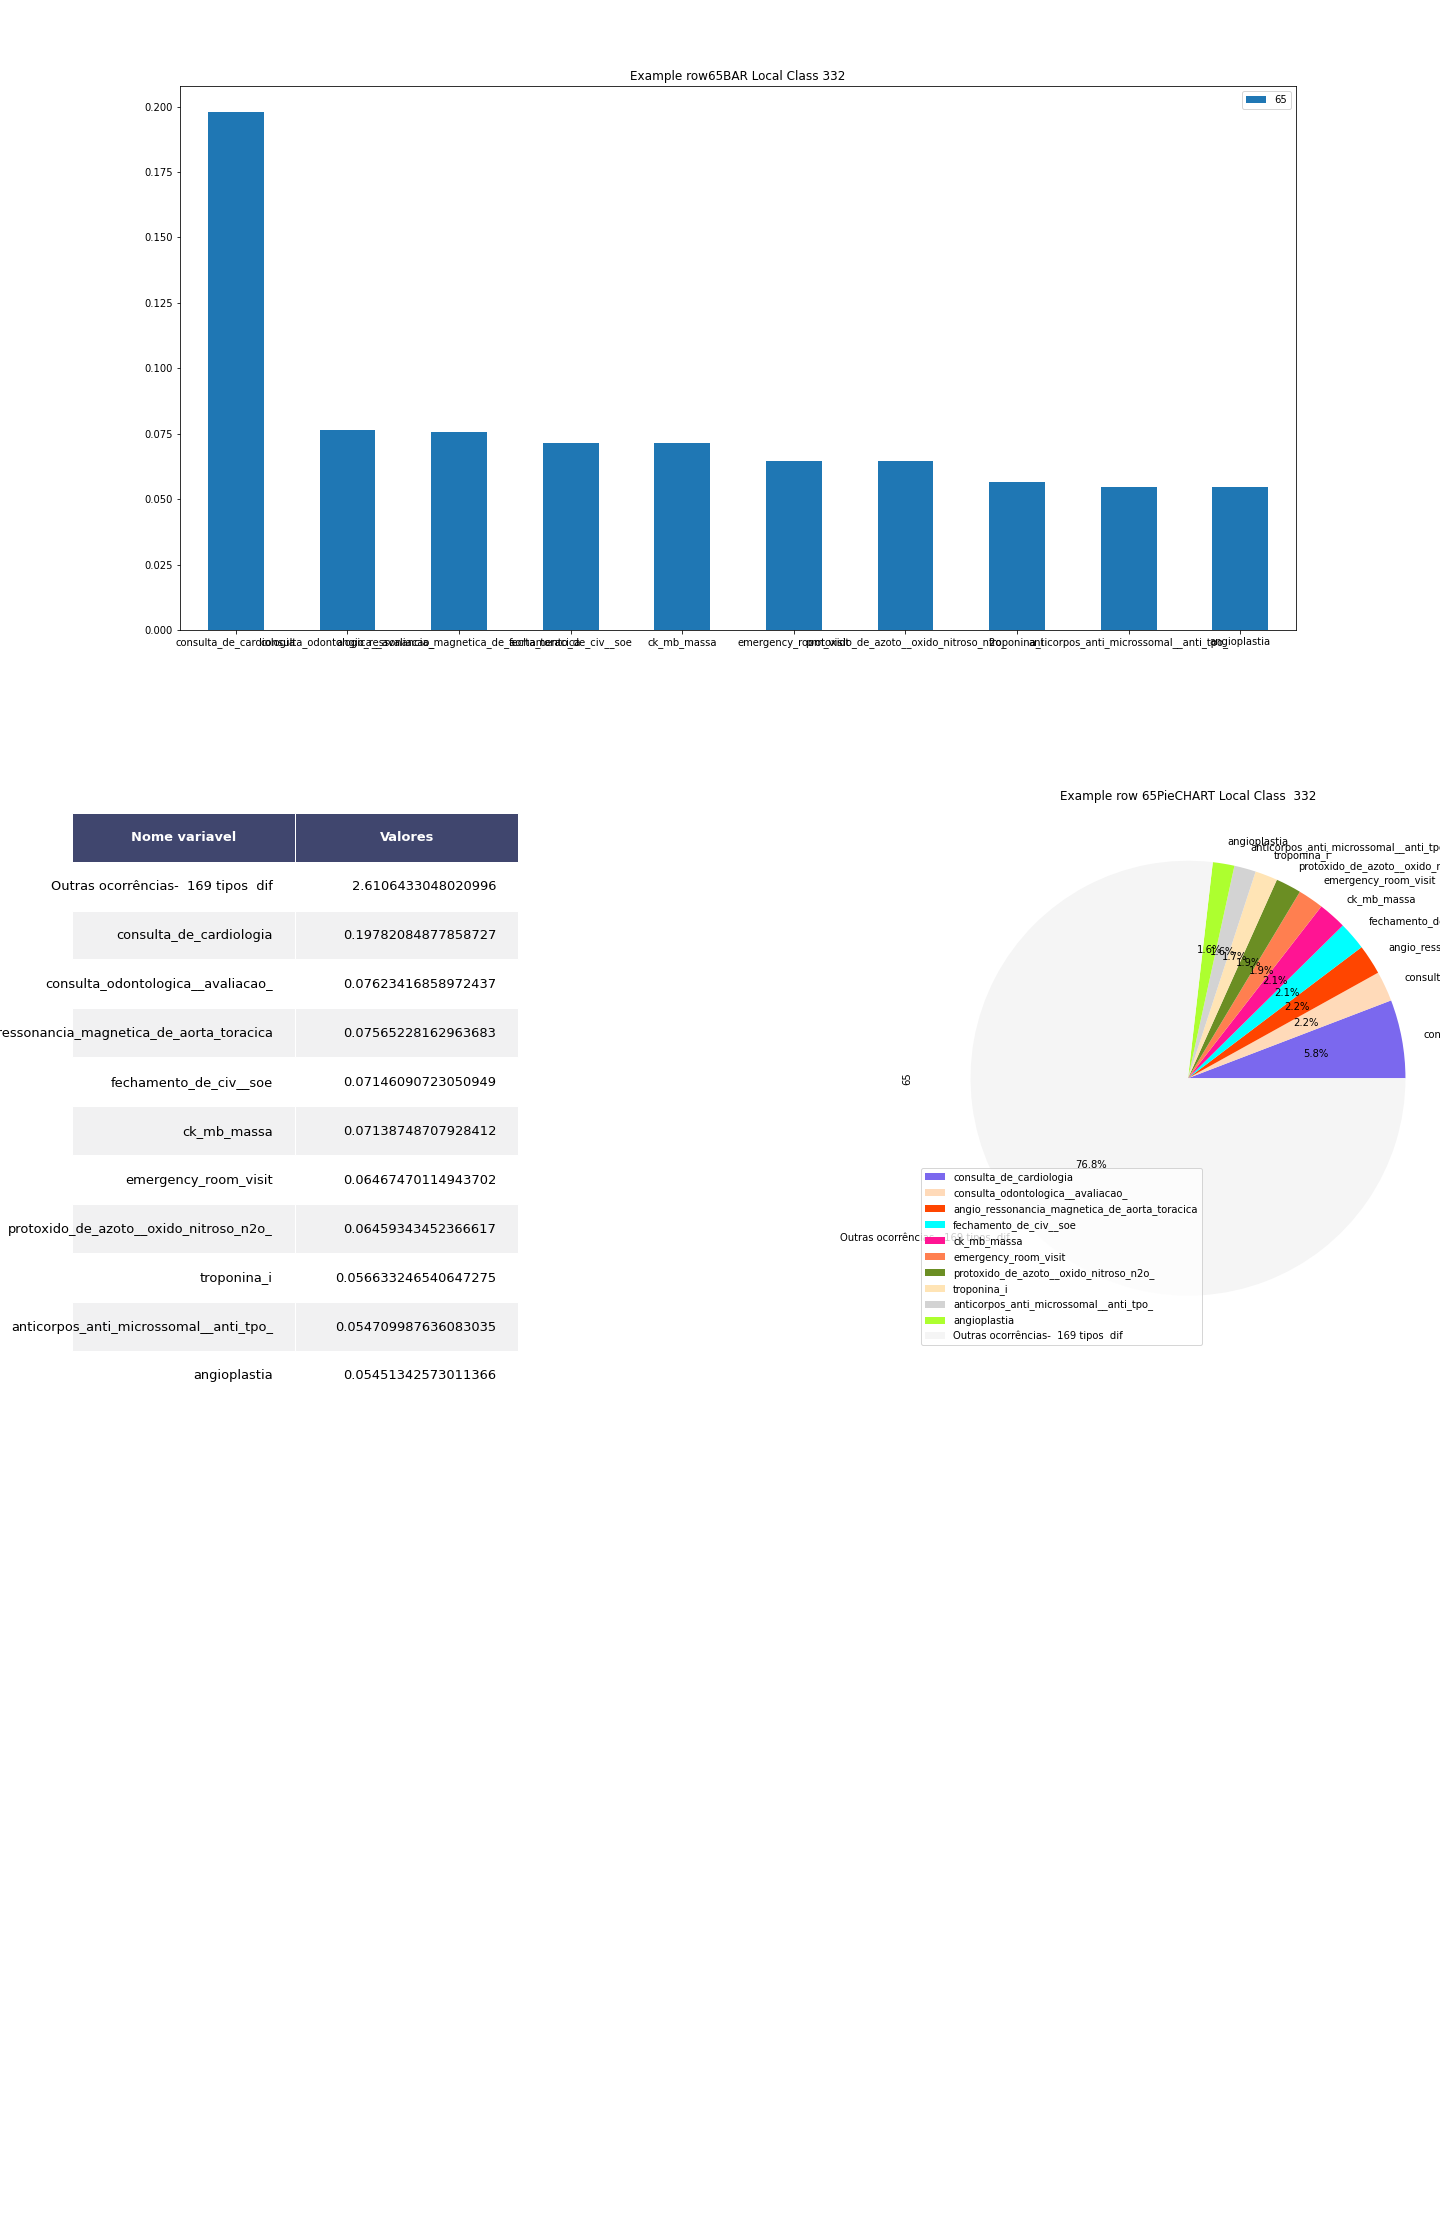 Example row65BAR Local Class 332
65
0.200
0.175
0.150
0.125
0.100
0.075
0.050
0.025
0.000
consulta_de_cardiologia
consulta_odontologica__avaliacao_
angio_ressonancia_magnetica_de_aorta_toracica
fechamento_de_civ__soe
ck_mb_massa
emergency_room_visit
protoxido_de_azoto__oxido_nitroso_n2o_
troponina_i
anticorpos_anti_microssomal__anti_tpo_
angioplastia
Nome variavel Valores
Outras ocorrências-  169 tipos  dif 2.6106433048020996
consulta_de_cardiologia 0.19782084877858727
consulta_odontologica__avaliacao_ 0.07623416858972437
ressonancia_magnetica_de_aorta_toracica 0.07565228162963683
fechamento_de_civ__soe 0.07146090723050949
ck_mb_massa 0.07138748707928412
emergency_room_visit 0.06467470114943702
protoxido_de_azoto__oxido_nitroso_n2o_ 0.06459343452366617
troponina_i 0.056633246540647275
anticorpos_anti_microssomal__anti_tpo_ 0.054709987636083035
angioplastia 0.05451342573011366
Example row 65PieCHART Local Class  332
angioplastia
anticorpos_anti_microssomal__anti_tpo
troponina_i
protoxido_de_azoto__oxido_n
emergency_room_visit
ck_mb_massa
fechamento_de
angio_ress
consult
con
1.6%
1.6%
1.7%
1.9%
1.9%
2.1%
2.1%
2.2%
2.2%
5.8%
65
76.8%
Outras ocorrências-  169 tipos  dif
consulta_de_cardiologia
consulta_odontologica__avaliacao_
angio_ressonancia_magnetica_de_aorta_toracica
fechamento_de_civ__soe
ck_mb_massa
emergency_room_visit
protoxido_de_azoto__oxido_nitroso_n2o_
troponina_i
anticorpos_anti_microssomal__anti_tpo_
angioplastia
Outras ocorrências-  169 tipos  dif